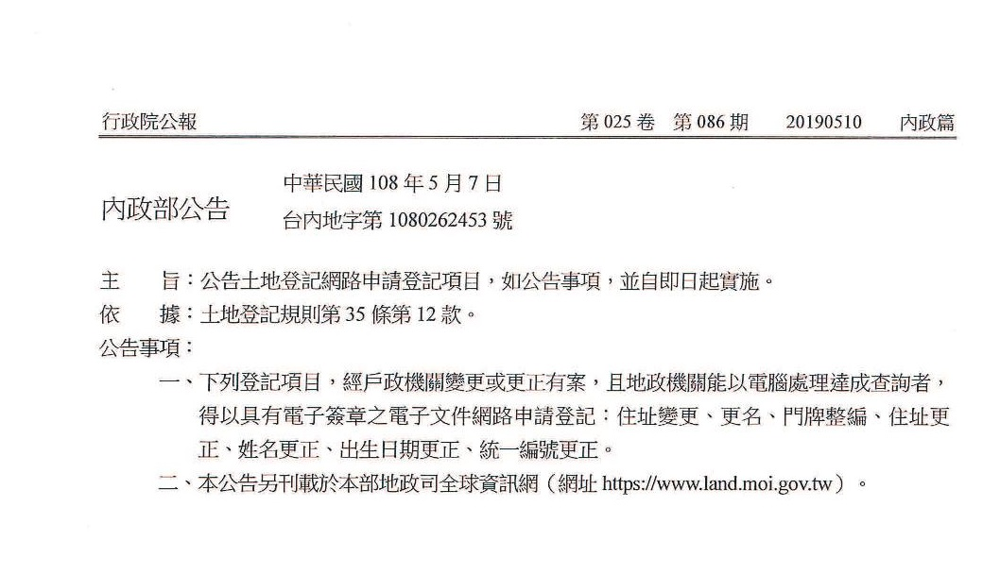 行政院公報 第 025 卷 第 086 期 20190510 內政篇
中華民國 108 年 5 月 7 日
內政部公告
台內地字第 1080262453 號
主 旨：公告土地登記網路申請登記項目，如公告事項，並自即日起實施。
依 據：土地登記規則第 35 條第 12 款。
公告事項：
一、下列登記項目，經戶政機關變更或更正有案，且地政機關能以電腦處理達成查詢者，
得以具有電子簽章之電子文件網路申請登記：住址變更、更名、門牌整編、住址更
正、姓名更正、出生日期更正、統一編號更正。
二、本公告另刊載於本部地政司全球資訊網（網址 https://www.land.moi.gov.tw）。